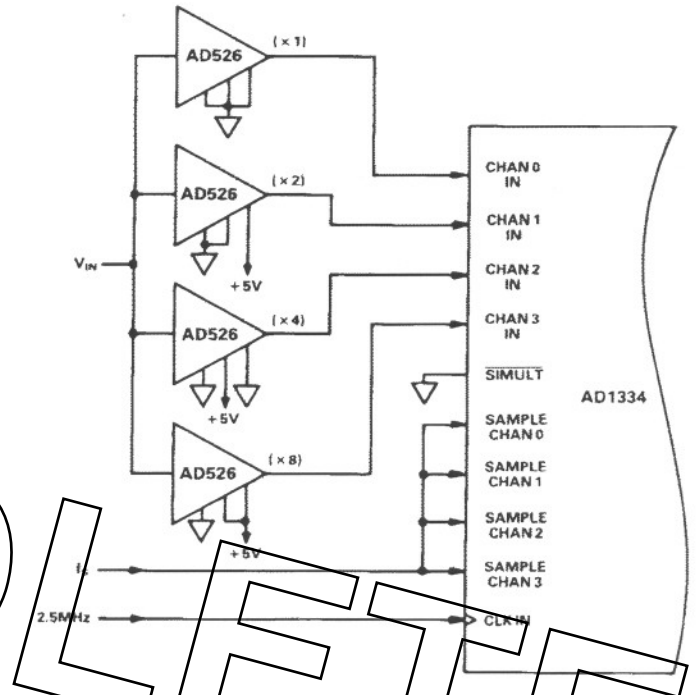 AD526
(×1)
AD526
(×2)
+5V
VIN
AD526
(×4)
+5V
AD526
(×8)
+5V
2.5MHz
CHAN 0
IN
CHAN 1
IN
CHAN 2
IN
CHAN 3
IN
SIMULT
AD1334
SAMPLE
CHAN 0
SAMPLE
CHAN 1
SAMPLE
CHAN 2
SAMPLE
CHAN 3
CLK IN